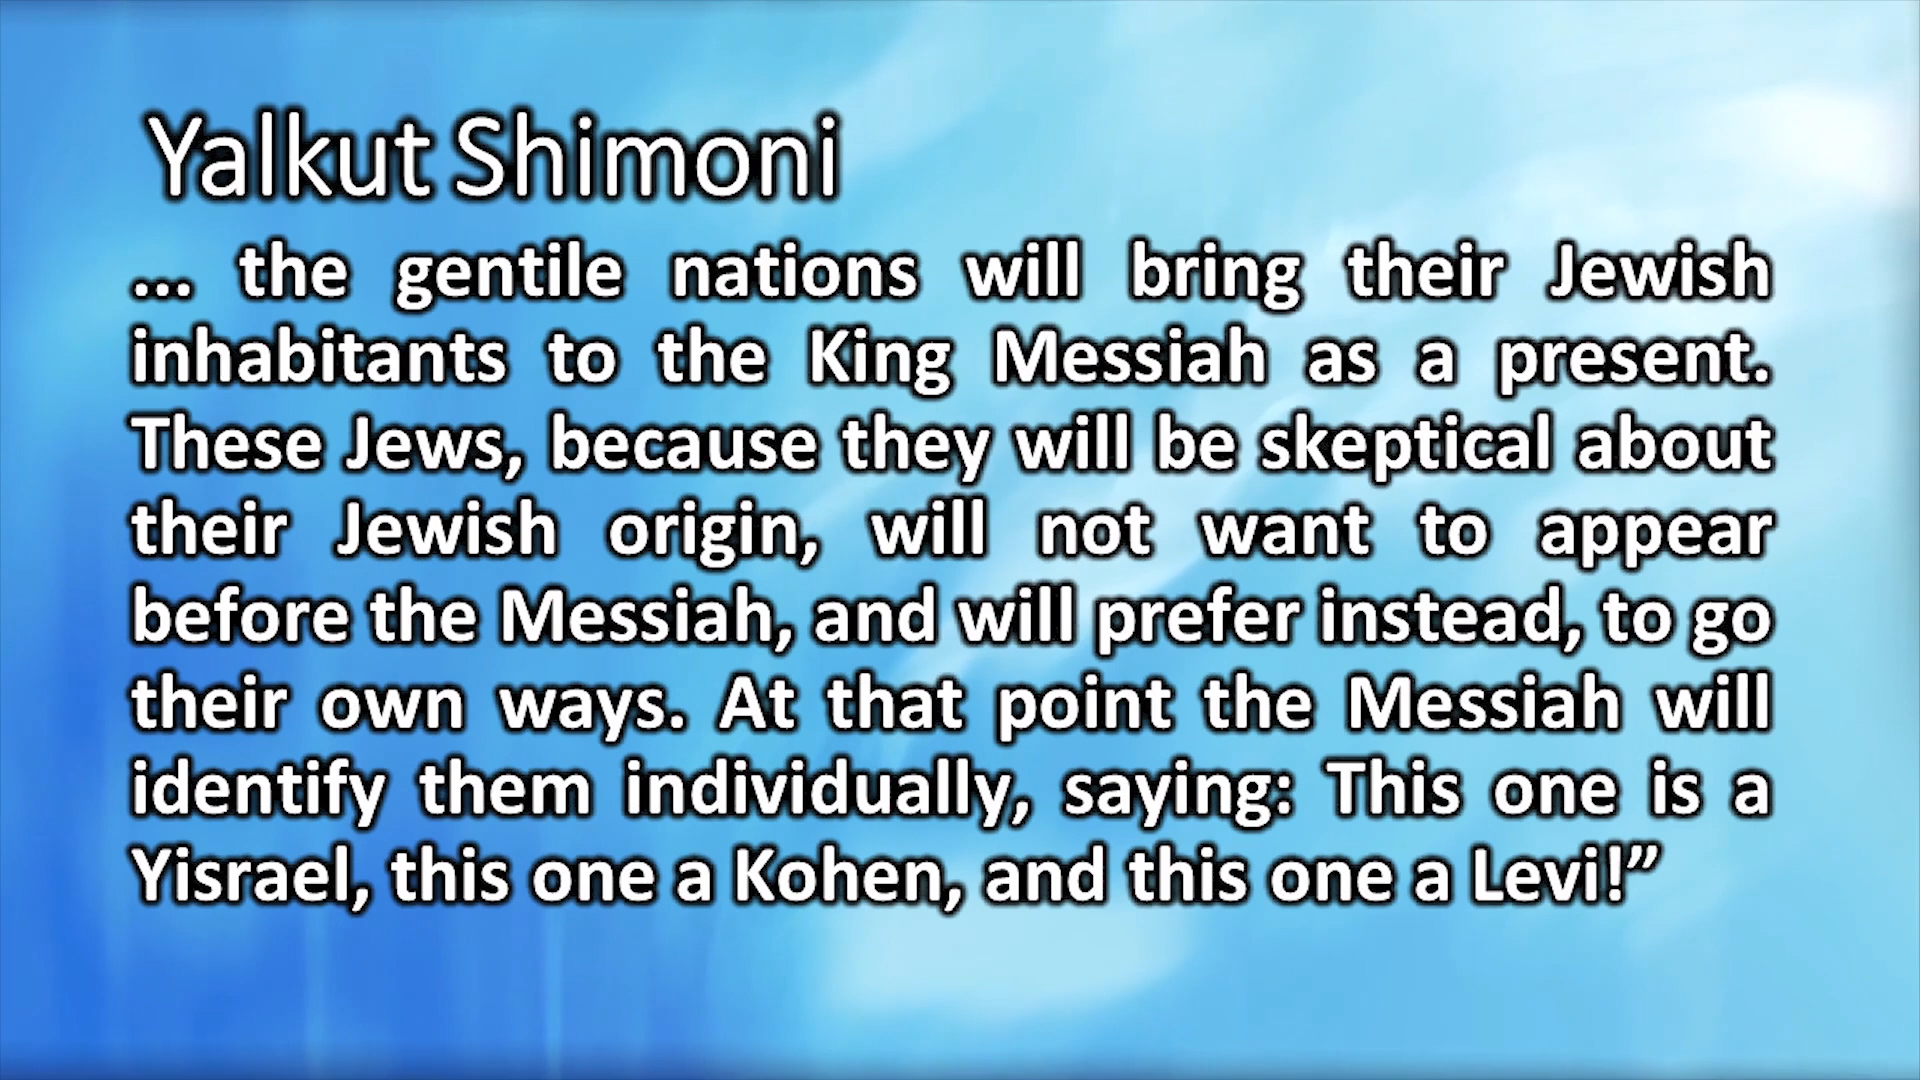 Yalkut Shimoni
... the gentile nations will bring their Jewish
inhabitants to the King Messiah as a present.
These Jews, because they will be skeptical about
their Jewish origin, will not want to appear
before the Messiah, and will prefer instead, to go
their own ways. At that point the Messiah will
identify them individually, saying: This one is a
Yisrael, this one a Kohen, and this one a Levi!”